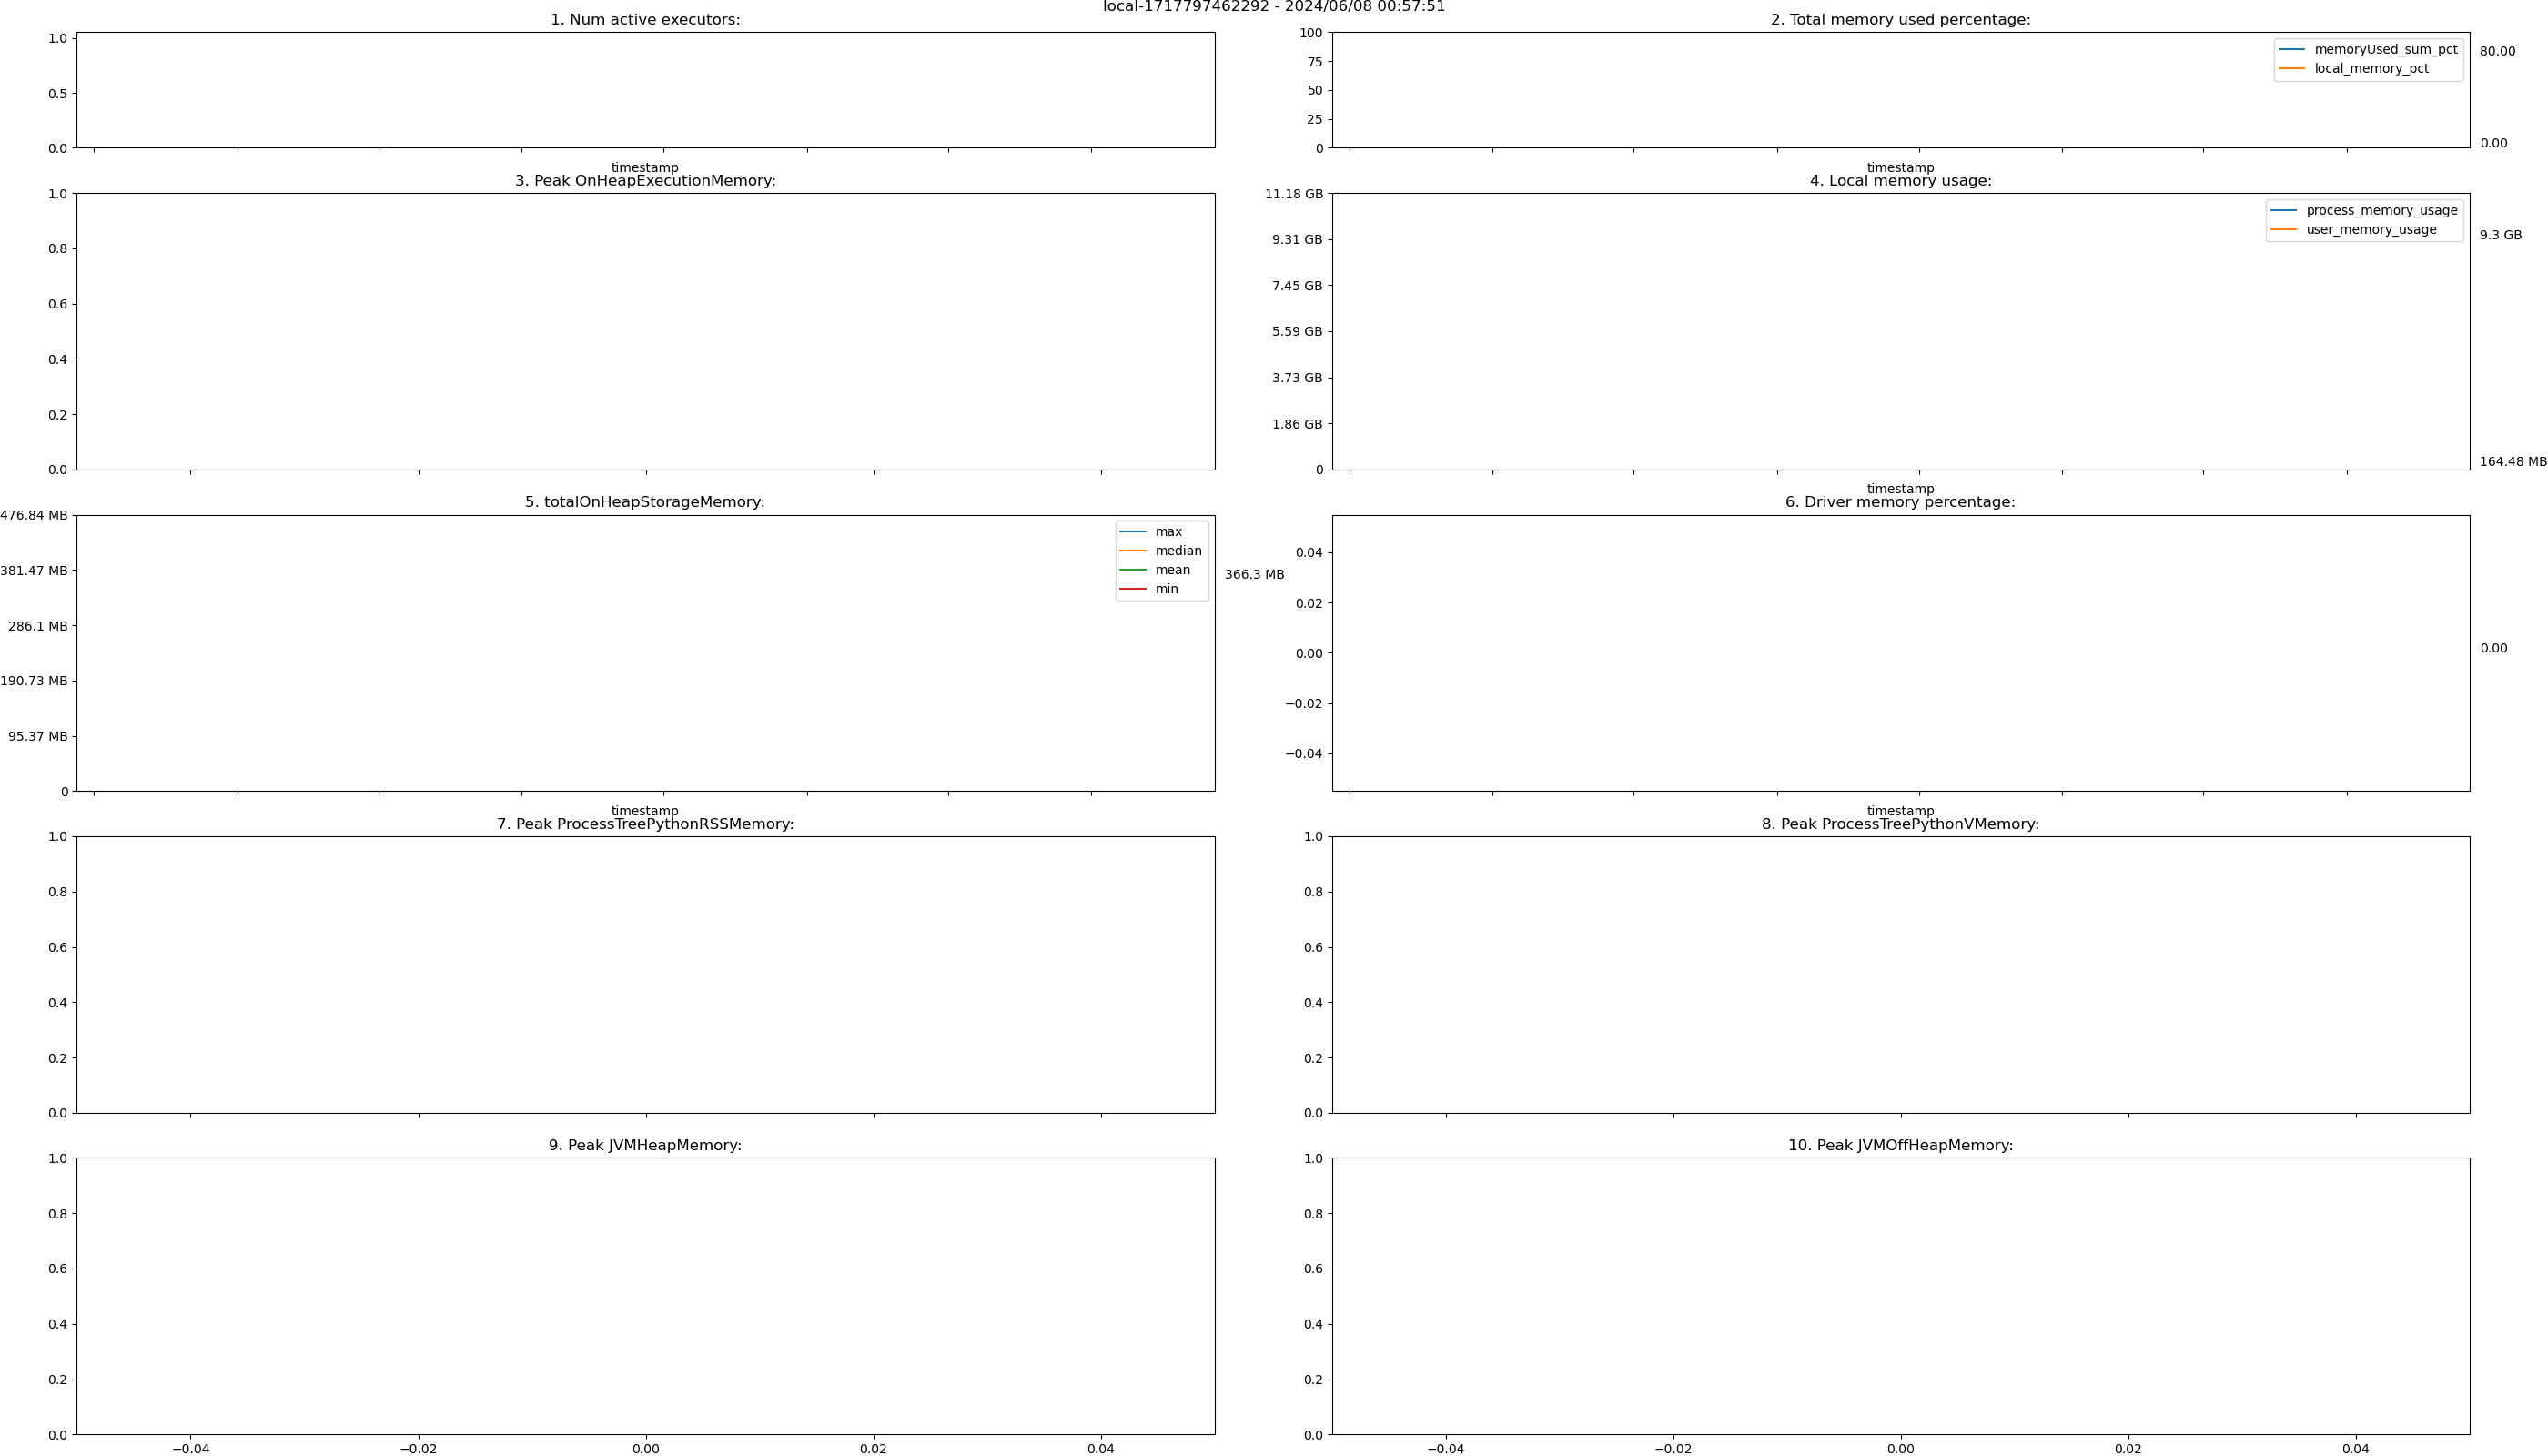 local-1717797462292 - 2024/06/08 00:57:51
1. Num active executors:
1.0
0.5
0.0
timestamp
2. Total memory used percentage:
100
75
50
25
0
memoryUsed_sum_pct
local_memory_pct
80.00
0.00
timestamp
3. Peak OnHeapExecutionMemory:
1.0
0.8
0.6
0.4
0.2
0.0
4. Local memory usage:
11.18 GB
9.31 GB
7.45 GB
5.59 GB
3.73 GB
1.86 GB
0
process_memory_usage
user_memory_usage
9.3 GB
164.48 MB
timestamp
5. totalOnHeapStorageMemory:
476.84 MB
381.47 MB
286.1 MB
190.73 MB
95.37 MB
0
max
median
mean
min
366.3 MB
timestamp
6. Driver memory percentage:
0.04
0.02
0.00
−0.02
−0.04
0.00
timestamp
7. Peak ProcessTreePythonRSSMemory:
1.0
0.8
0.6
0.4
0.2
0.0
8. Peak ProcessTreePythonVMemory:
1.0
0.8
0.6
0.4
0.2
0.0
9. Peak JVMHeapMemory:
1.0
0.8
0.6
0.4
0.2
0.0
−0.04 −0.02 0.00 0.02 0.04
10. Peak JVMOffHeapMemory:
1.0
0.8
0.6
0.4
0.2
0.0
−0.04 −0.02 0.00 0.02 0.04